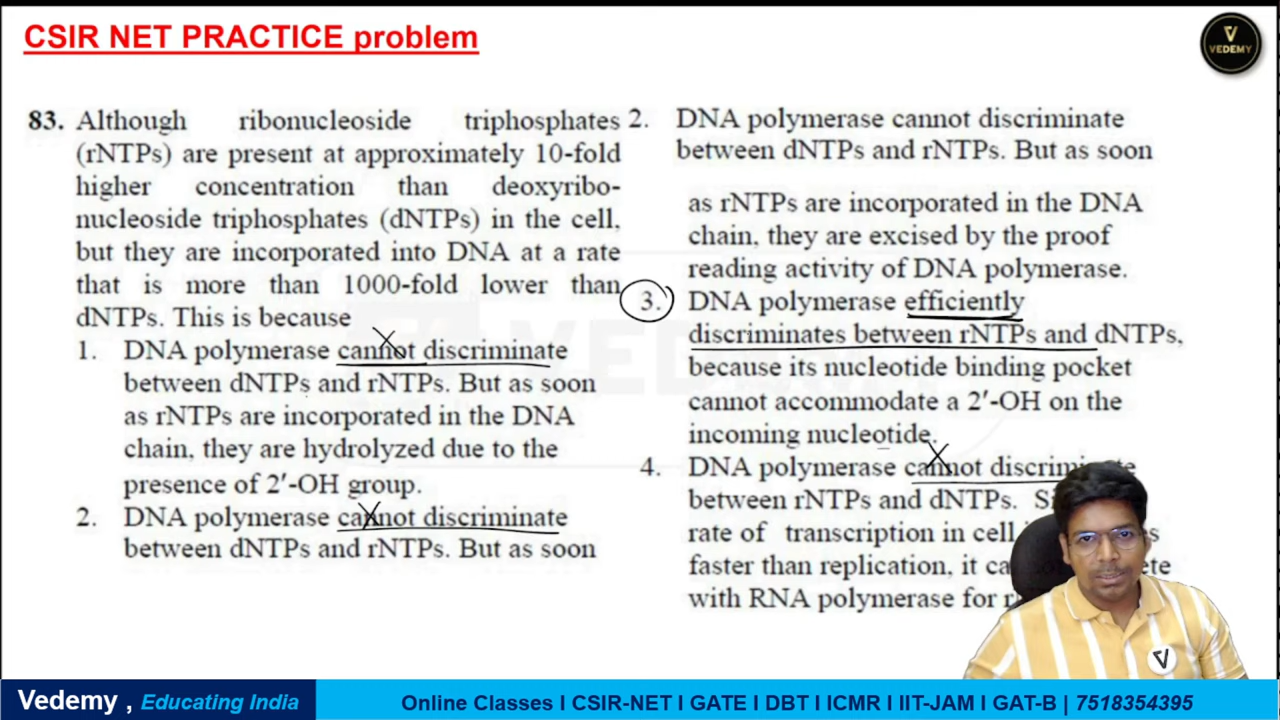 CSIR NET PRACTICE problem
V
VEDEMY
83. Although ribonucleoside triphosphates
(rNTPs) are present at approximately 10-fold
higher concentration than deoxyribo-
nucleoside triphosphates (dNTPs) in the cell,
but they are incorporated into DNA at a rate
that is more than 1000-fold lower than
dNTPs. This is because
1. DNA polymerase cannot discriminate
between dNTPs and rNTPs. But as soon
as rNTPs are incorporated in the DNA
chain, they are hydrolyzed due to the
presence of 2′-OH group.
2. DNA polymerase cannot discriminate
between dNTPs and rNTPs. But as soon
2. DNA polymerase cannot discriminate
between dNTPs and rNTPs. But as soon
as rNTPs are incorporated in the DNA
chain, they are excised by the proof
reading activity of DNA polymerase.
3. DNA polymerase efficiently
discriminates between rNTPs and dNTPs,
because its nucleotide binding pocket
cannot accommodate a 2′-OH on the
incoming nucleotide.
4. DNA polymerase cannot
between rNTPs and dNTPs.
rate of transcription in cell
faster than replication, it
with RNA polymerase for
V
Vedemy , Educating India
Online Classes I CSIR-NET I GATE I DBT I ICMR I IIT-JAM I GAT-B | 7518354395